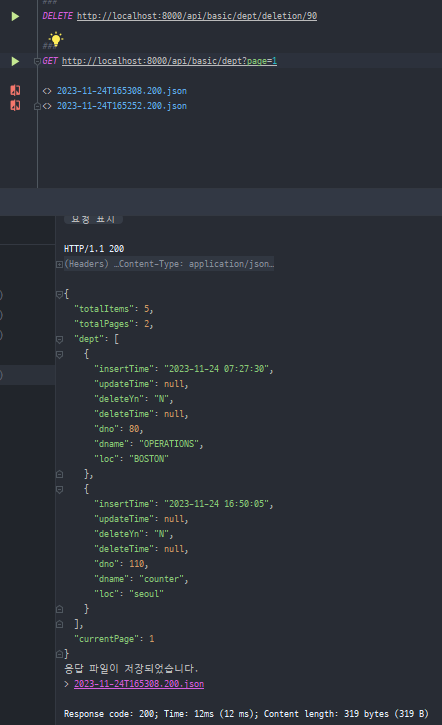 ###
DELETE http://localhost:8000/api/basic/dept/deletion/90
###
GET http://localhost:8000/api/basic/dept?page=1
<> 2023-11-24T165308.200.json
<> 2023-11-24T165252.200.json
요청 표시
HTTP/1.1 200
(Headers) …Content-Type: application/json…
{
"totalItems": 5,
"totalPages": 2,
"dept": [
{
"insertTime": "2023-11-24 07:27:30",
"updateTime": null,
"deleteYn": "N",
"deleteTime": null,
"dno": 80,
"dname": "OPERATIONS",
"loc": "BOSTON"
},
{
"insertTime": "2023-11-24 16:50:05",
"updateTime": null,
"deleteYn": "N",
"deleteTime": null,
"dno": 110,
"dname": "counter",
"loc": "seoul"
}
],
"currentPage": 1
}
응답 파일이 저장되었습니다.
> 2023-11-24T165308.200.json
Response code: 200; Time: 12ms (12 ms); Content length: 319 bytes (319 B)